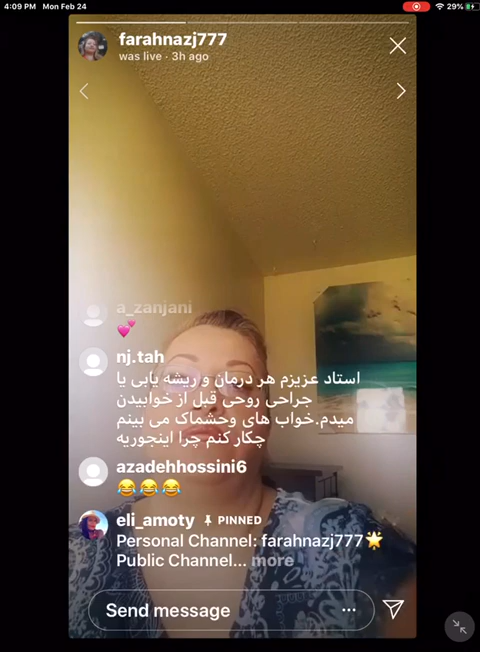 4:09 PM Mon Feb 24
29%
farahnazj777
was live · 3h ago
a_zanjani
💕
nj.tah
استاد عزیزم هر درمان و ریشه یابی یا
جراحی روحی قبل از خوابیدن
میدم.خواب های وحشماک می بینم
چکار کنم چرا اینجوریه
azadehhossini6
😂😂😂
eli_amoty PINNED
Personal Channel: farahnazj777🌟
Public Channel... more
Send message